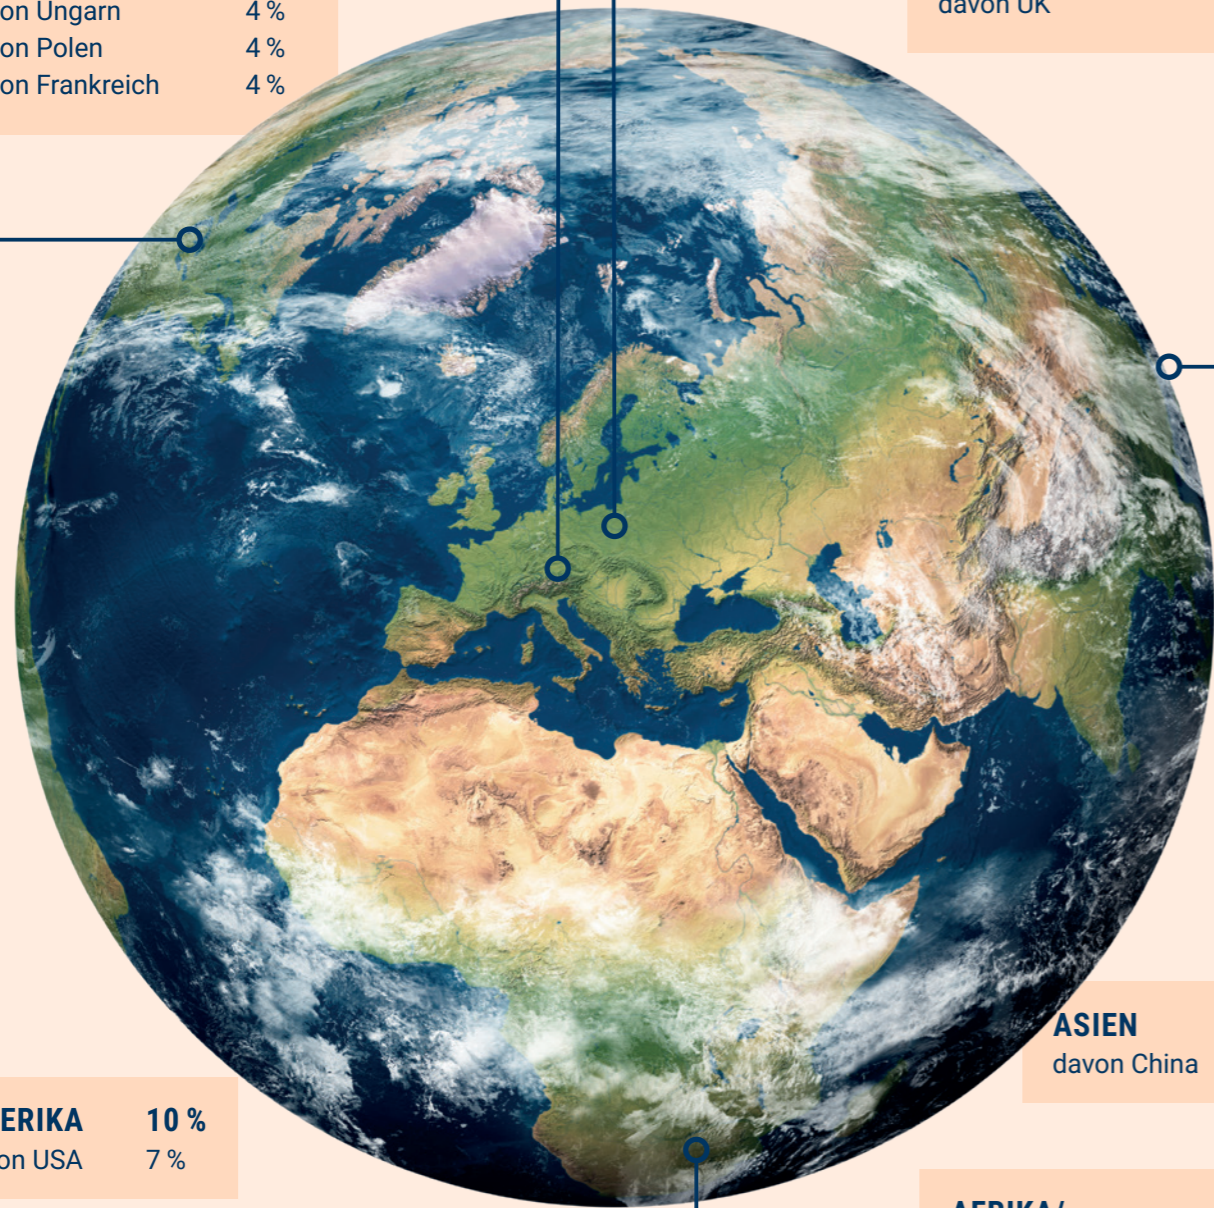 on Ungarn 4 %
on Polen 4 %
on Frankreich 4 %
davon UK
ASIEN
davon China
ERIKA 10 %
on USA 7 %
AFRIKA/